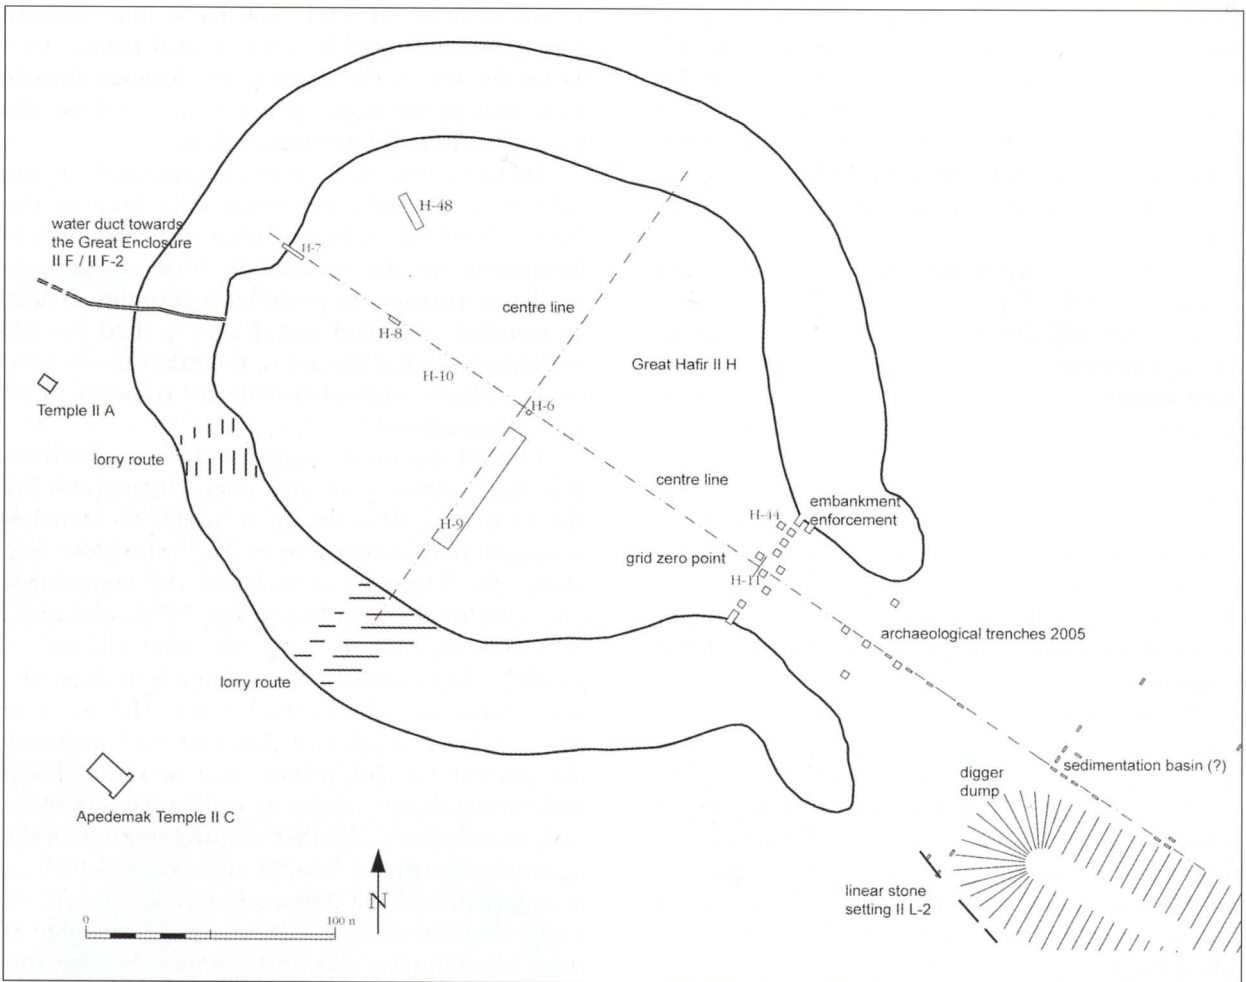 H-48
water duct towards
the Great Enclosure
II F / II F-2
H-7
centre line
H-8
Great Hafir II H
H-10
Temple II A
H-6
lorry route
centre line
embankment
enforcement
H-44
H-9
grid zero point
H-11
archaeological trenches 2005
lorry route
sedimentation basin (?)
digger
dump
Apedemak Temple II C
linear stone
setting II L-2
N
0
100 n